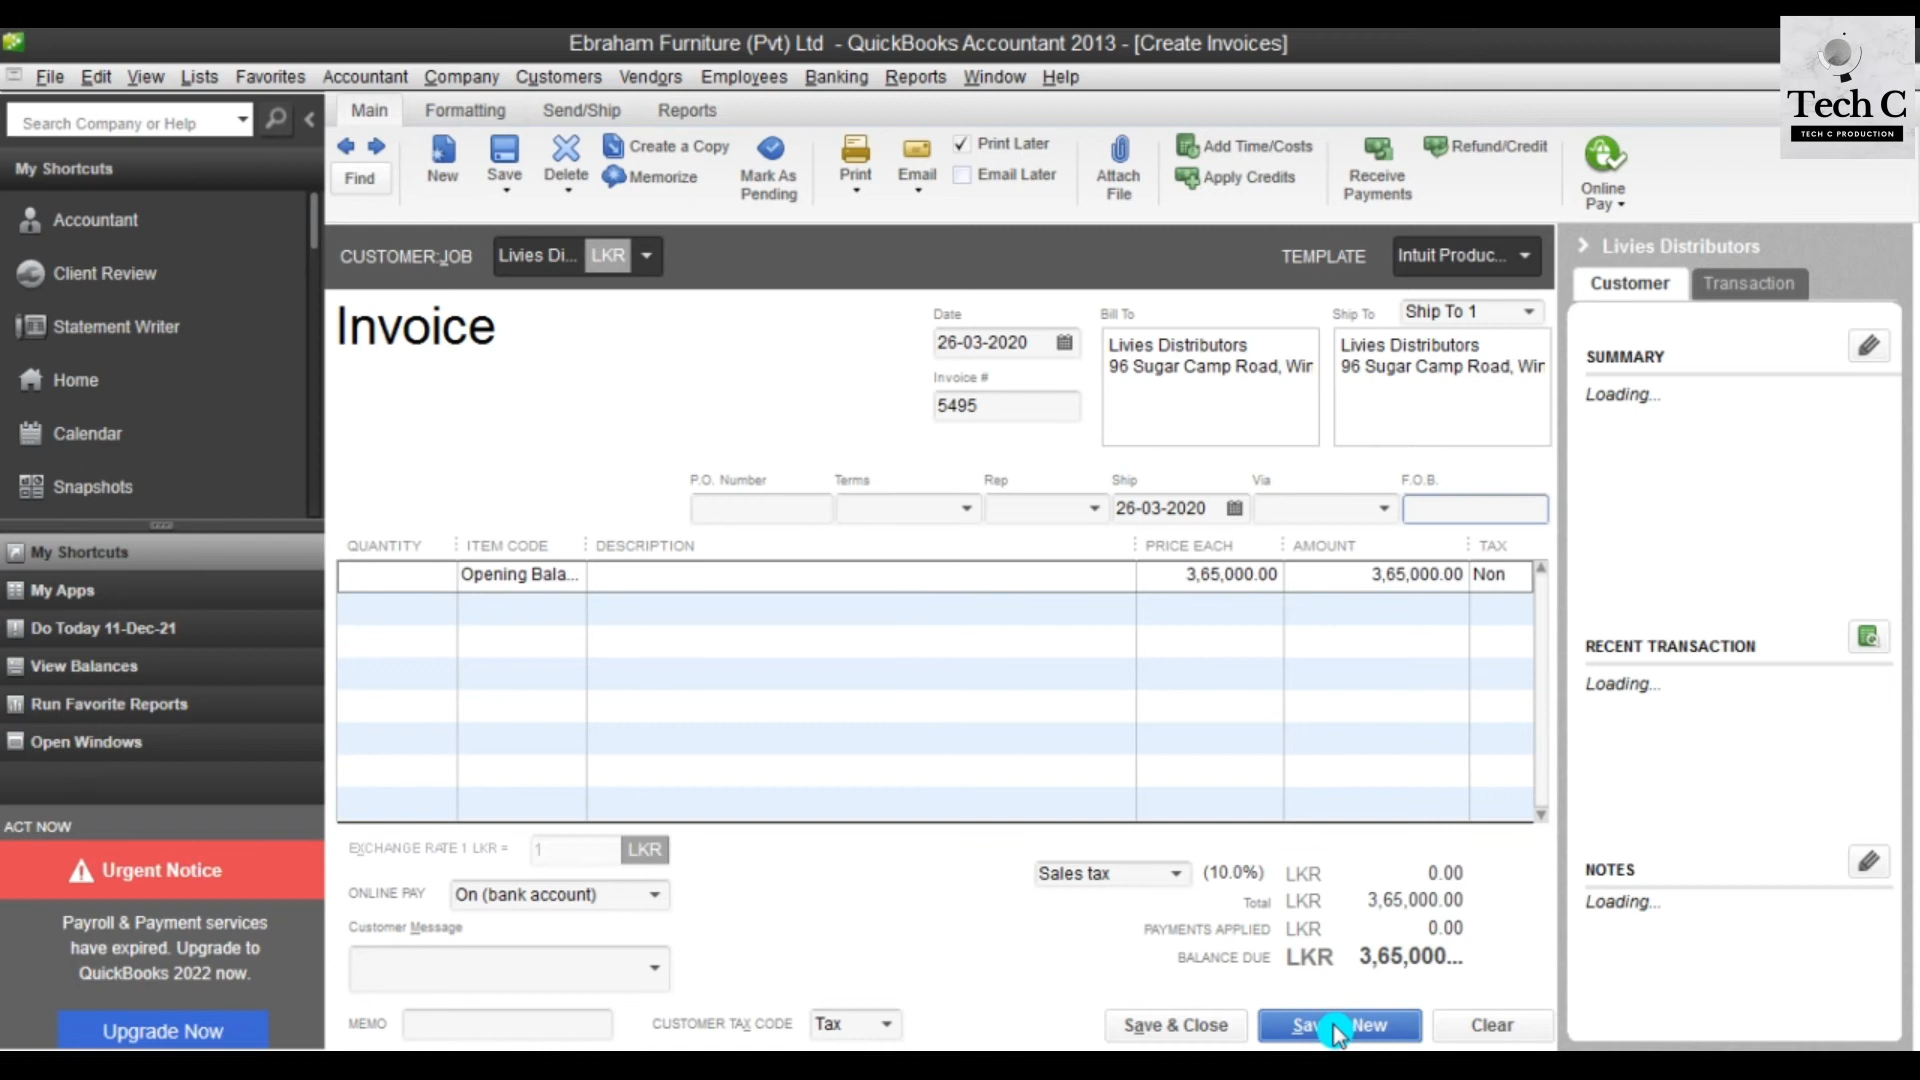 Ebraham Furniture (Pvt) Ltd - QuickBooks Accountant 2013 - [Create Invoices]
File Edit View Lists Favorites Accountant Company Customers Vendors Employees Banking Reports Window Help
Tech C
TECH C PRODUCTION
Search Company or Help
Main Formatting Send/Ship Reports
Find
New
Save
Delete
Create a Copy
Memorize
Mark As
Pending
Print
Email
Print Later
Email Later
Attach
File
Add Time/Costs
Apply Credits
Receive
Payments
Refund/Credit
Online
Pay
My Shortcuts
Accountant
Client Review
Statement Writer
Home
Calendar
Snapshots
My Shortcuts
My Apps
Do Today 11-Dec-21
View Balances
Run Favorite Reports
Open Windows
ACT NOW
Urgent Notice
Payroll & Payment services
have expired. Upgrade to
QuickBooks 2022 now.
Upgrade Now
CUSTOMER:JOB Livies Di... LKR TEMPLATE Intuit Produc...
Invoice
Date
26-03-2020
Invoice #
5495
Bill To
Livies Distributors
96 Sugar Camp Road, Wir
Ship To Ship To 1
Livies Distributors
96 Sugar Camp Road, Win
P.O. Number Terms Rep Ship Via F.O.B.
26-03-2020
QUANTITY ITEM CODE DESCRIPTION PRICE EACH AMOUNT TAX
Opening Bala... 3,65,000.00 3,65,000.00 Non
EXCHANGE RATE 1 LKR = 1 LKR
ONLINE PAY On (bank account)
Customer Message
MEMO
CUSTOMER TAX CODE Tax
Sales tax (10.0%) LKR 0.00
Total LKR 3,65,000.00
PAYMENTS APPLIED LKR 0.00
BALANCE DUE LKR 3,65,000...
Save & Close
New
Clear
Livies Distributors
Customer Transaction
SUMMARY
Loading...
RECENT TRANSACTION
Loading...
NOTES
Loading...